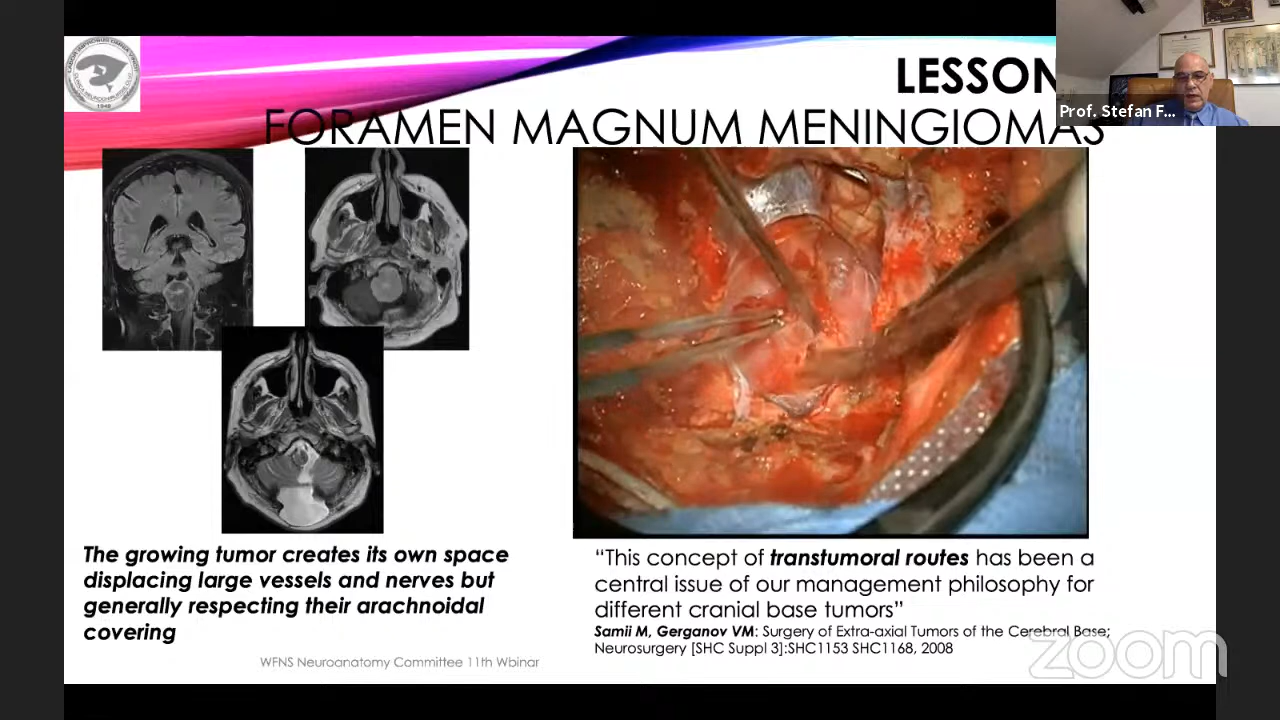 LESSON
Prof. Stefan F...
FORAMEN MAGNUM MENINGIOMAS
The growing tumor creates its own space
displacing large vessels and nerves but
generally respecting their arachnoidal
covering
“This concept of transtumoral routes has been a
central issue of our management philosophy for
different cranial base tumors”
Samii M, Gerganov VM: Surgery of Extra-axial Tumors of the Cerebral Base;
Neurosurgery [SHC Suppl 3]:SHC1153 SHC1168, 2008
WFNS Neuroanatomy Committee 11th Wbinar
zoom